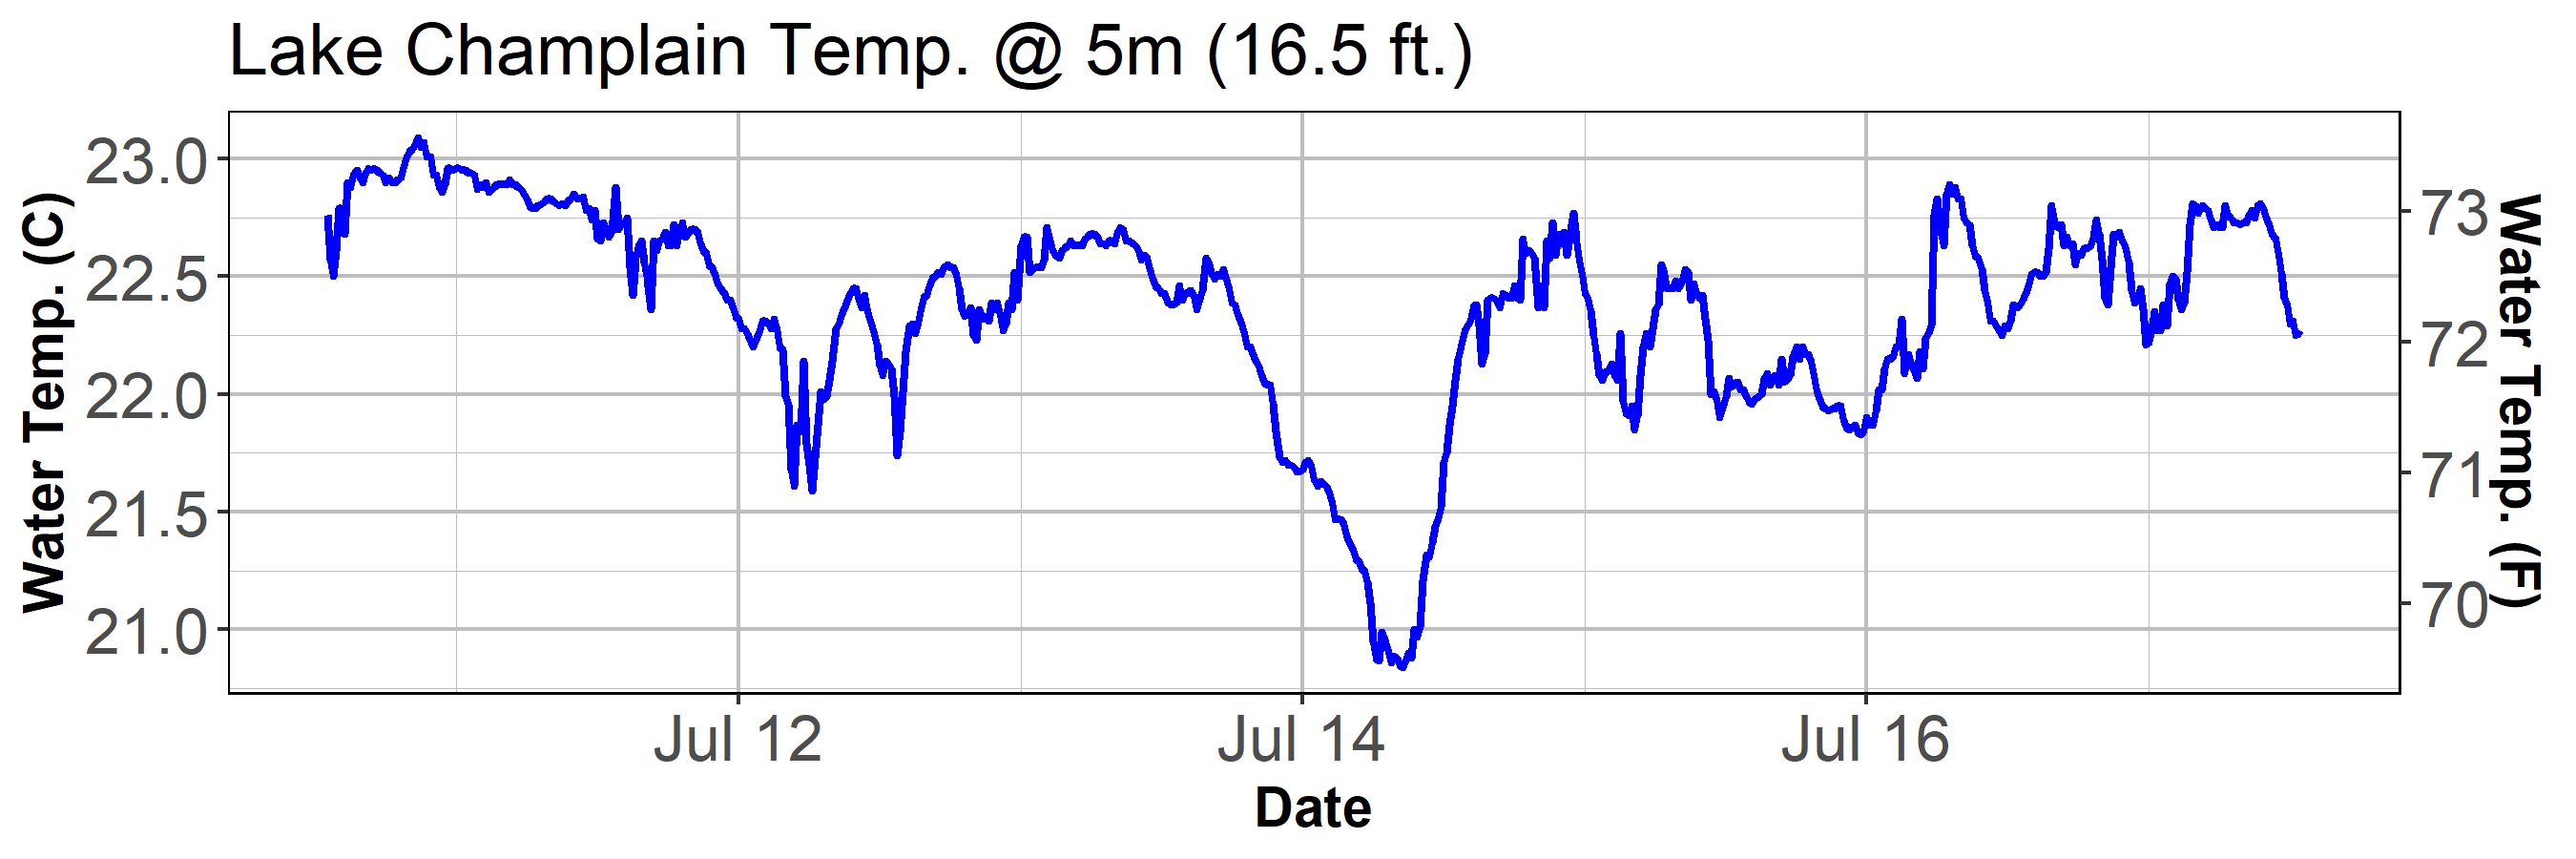 Lake Champlain Temp. @ 5m (16.5 ft.)
Water Temp. (C)
23.0
22.5
22.0
21.5
21.0
73
72
71
70
Water Temp. (F)
Jul 12
Jul 14
Jul 16
Date